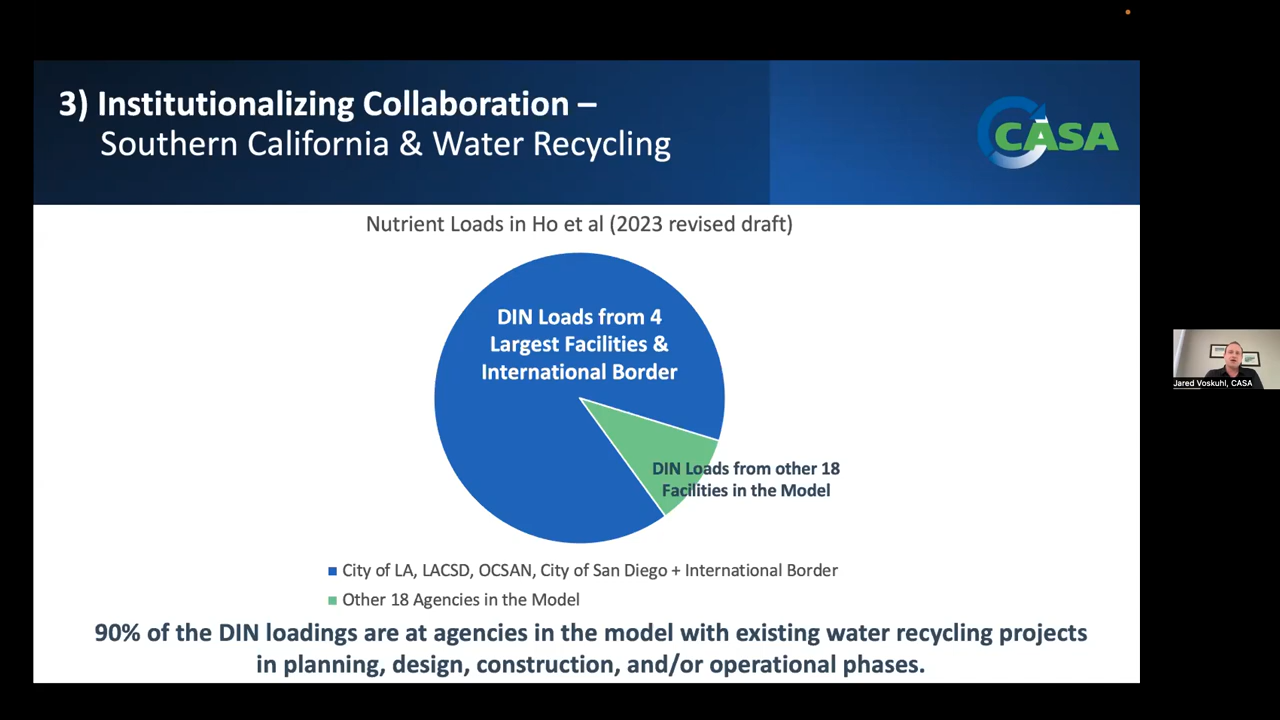 3) Institutionalizing Collaboration –
Southern California & Water Recycling
CASA
Nutrient Loads in Ho et al (2023 revised draft)
DIN Loads from 4
Largest Facilities &
International Border
DIN Loads from other 18
Facilities in the Model
City of LA, LACSD, OCSAN, City of San Diego + International Border
Other 18 Agencies in the Model
90% of the DIN loadings are at agencies in the model with existing water recycling projects
in planning, design, construction, and/or operational phases.
Jared Voskuhl, CASA